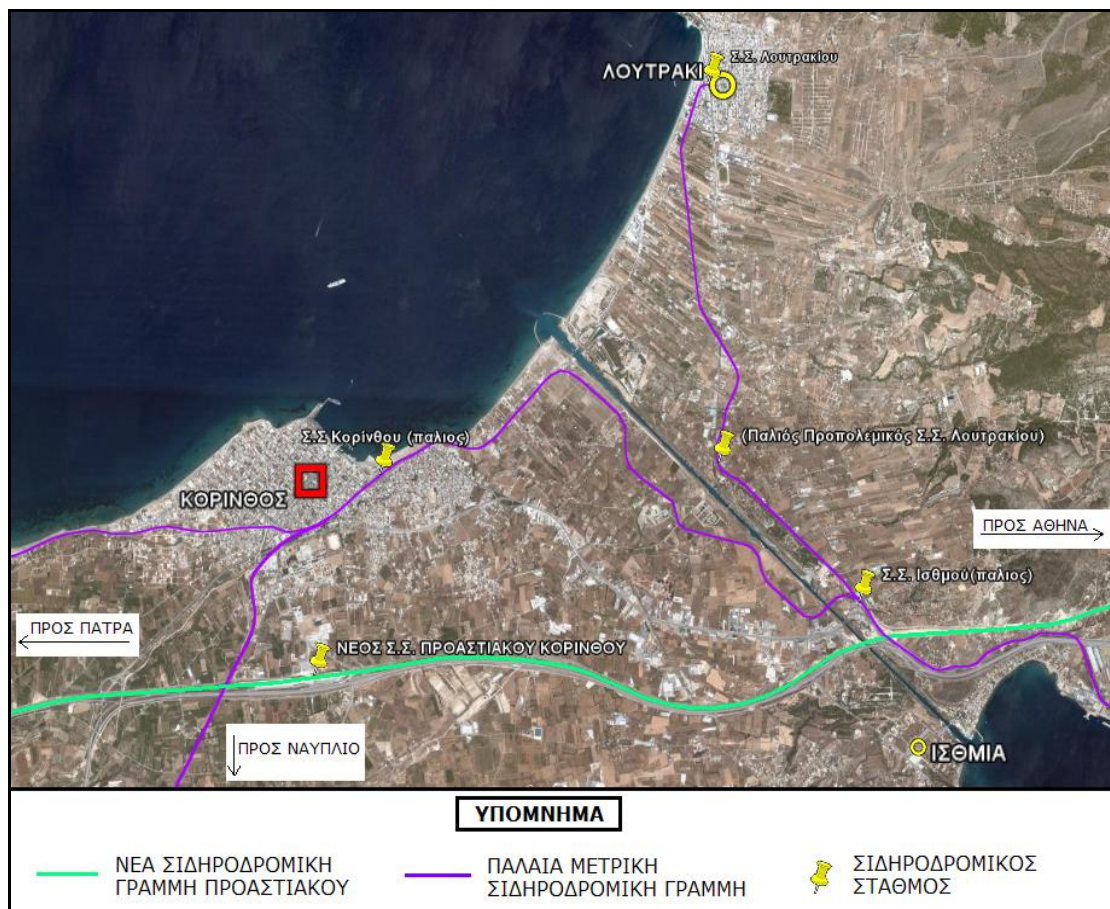 Σ.Σ. Λουτρακίου
ΛΟΥΤΡΑΚΙ
Σ.Σ Κορίνθου (παλιος)
(Παλιός Προπολεμικός Σ.Σ. Λουτρακίου)
ΚΟΡΙΝΘΟΣ
ΠΡΟΣ ΑΘΗΝΑ
Σ.Σ. Ισθμού(παλιος)
ΠΡΟΣ ΠΑΤΡΑ
ΝΕΟΣ Σ.Σ. ΠΡΟΑΣΤΙΑΚΟΥ ΚΟΡΙΝΘΟΥ
ΠΡΟΣ ΝΑΥΠΛΙΟ
ΙΣΘΜΙΑ
ΥΠΟΜΝΗΜΑ
ΝΕΑ ΣΙΔΗΡΟΔΡΟΜΙΚΗ
ΓΡΑΜΜΗ ΠΡΟΑΣΤΙΑΚΟΥ
ΠΑΛΑΙΑ ΜΕΤΡΙΚΗ
ΣΙΔΗΡΟΔΡΟΜΙΚΗ ΓΡΑΜΜΗ
ΣΙΔΗΡΟΔΡΟΜΙΚΟΣ
ΣΤΑΘΜΟΣ